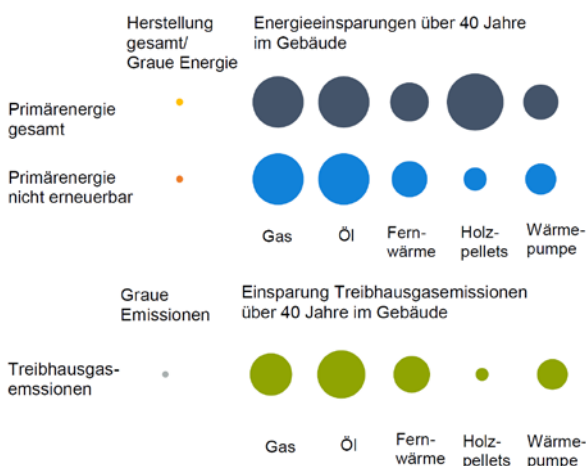 Herstellung
gesamt/
Graue Energie
Energieeinsparungen über 40 Jahre
im Gebäude
Primärenergie
gesamt
Primärenergie
nicht erneuerbar
Gas
Öl
Fern-
wärme
Holz-
pellets
Wärme-
pumpe
Graue
Emissionen
Einsparung Treibhausgasemissionen
über 40 Jahre im Gebäude
Treibhausgas-
emssionen
Gas
Öl
Fern-
wärme
Holz-
pellets
Wärme-
pumpe